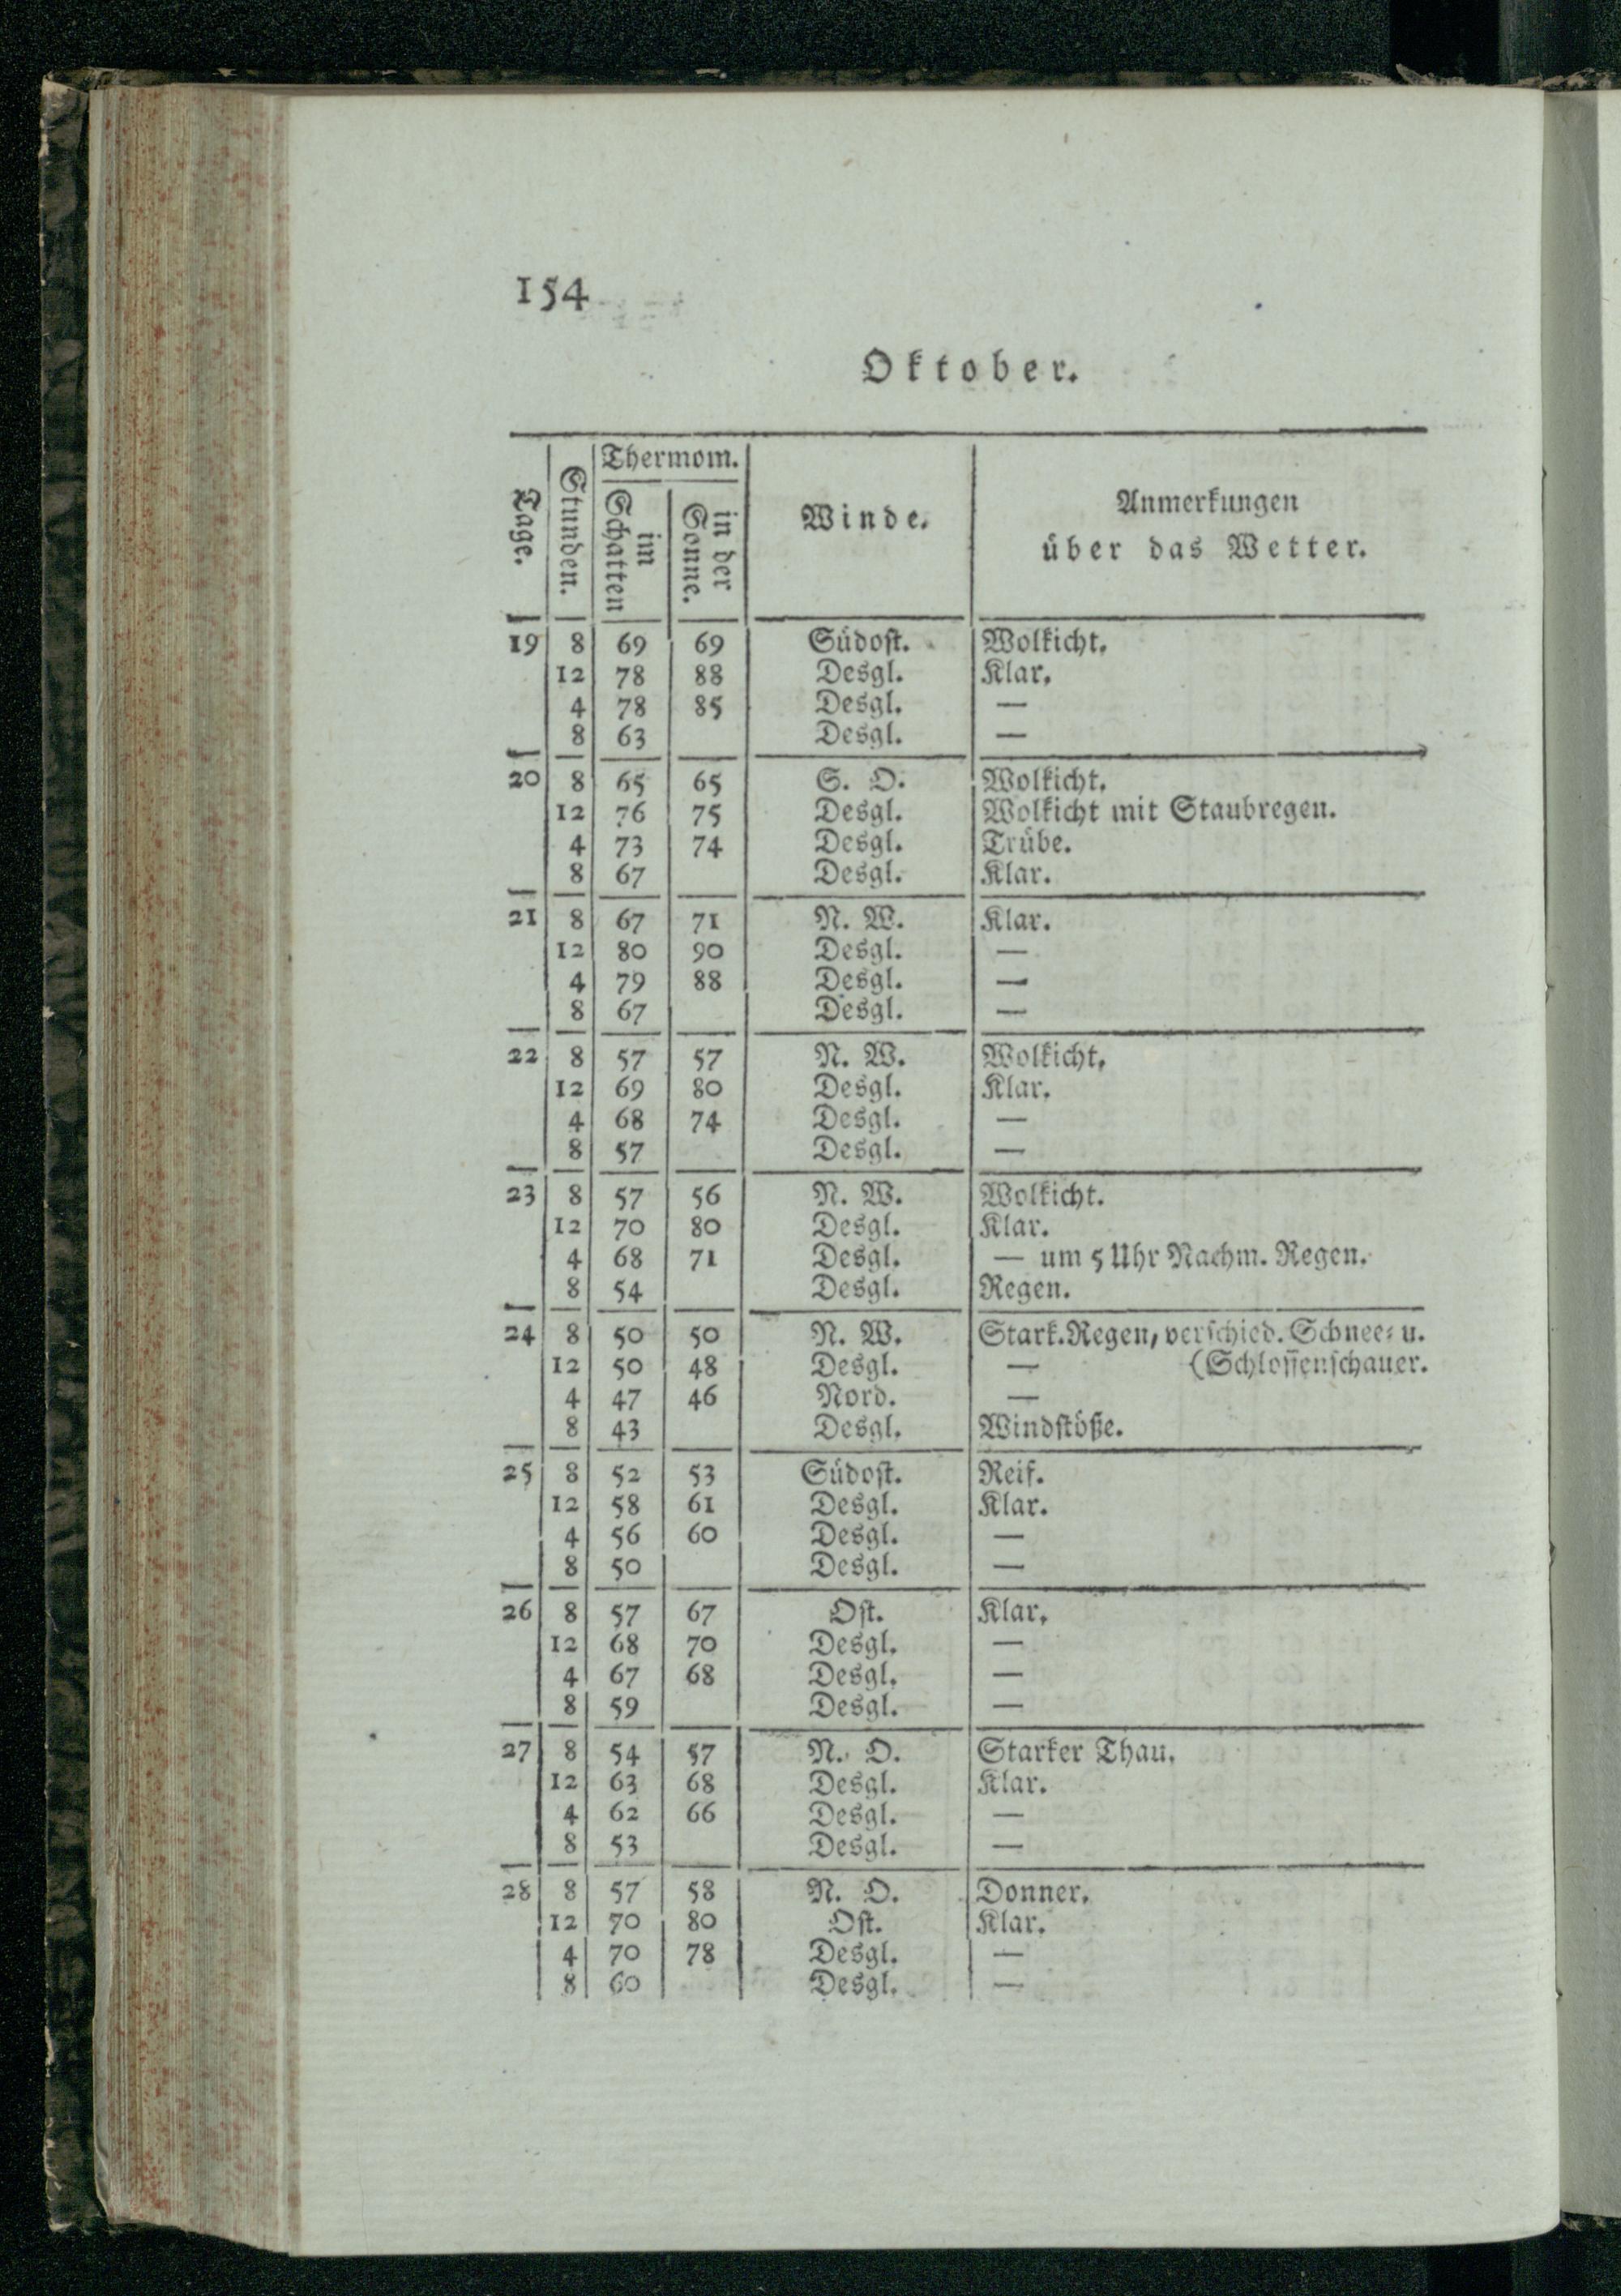 154
Oktober.
Tage. Stunden. Thermom. im Schatten in der Sonne. Winde. Anmerkungen über das Wetter.
19 8 69 69 Südost. Wolkicht.
12 78 88 Desgl. Klar.
4 78 85 Desgl. —
8 63 Desgl. —
20 8 65 65 S. O. Wolkicht.
12 76 75 Desgl. Wolkicht mit Staubregen.
4 73 74 Desgl. Trübe.
8 67 Desgl. Klar.
21 8 67 71 N. W. Klar.
12 80 90 Desgl. —
4 79 88 Desgl. —
8 67 Desgl. —
22 8 57 57 N. W. Wolkicht.
12 69 80 Desgl. Klar.
4 68 74 Desgl. —
8 57 Desgl. —
23 8 57 56 N. W. Wolkicht.
12 70 80 Desgl. Klar.
4 68 71 Desgl. — um 5 Uhr Nachm. Regen.
8 54 Desgl. Regen.
24 8 50 50 N. W. Stark. Regen, verschied. Schnee- u.
12 50 48 Desgl. — (Schlossenschauer.
4 47 46 Nord. —
8 43 Desgl. Windstöße.
25 8 52 53 Südost. Reif.
12 58 61 Desgl. Klar.
4 56 60 Desgl. —
8 50 Desgl. —
26 8 57 67 Ost. Klar.
12 68 70 Desgl. —
4 67 68 Desgl. —
8 59 Desgl. —
27 8 54 57 N. O. Starker Thau.
12 63 68 Desgl. Klar.
4 62 66 Desgl. —
8 53 Desgl. —
28 8 57 58 N. O. Donner.
12 70 80 Ost. Klar.
4 70 78 Desgl. —
8 60 Desgl. —